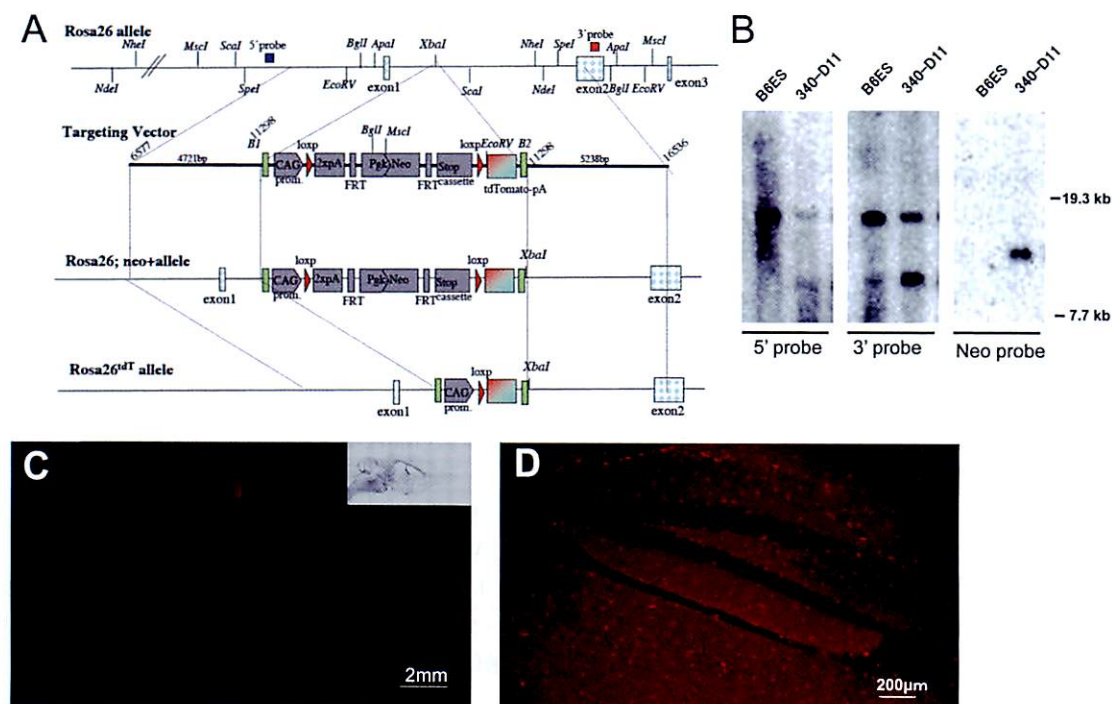 A
Rosa26 allele
NheI MscI ScaI 5'probe BglI ApaI XbaI NheI SpeI 3'probe ApaI MscI
NdeI SpeI EcoRV exon1 ScaI NdeI exon2 BglI EcoRV exon3
Targeting Vector
6577 4721bp B1 11298 loxp BglI MscI loxp EcoRV B2 11298 5238bp 16536
CAG 2xpA Pgk Neo Stop
prom. FRT FRT cassette tdTomato-pA
Rosa26; neo+allele
loxp loxp XbaI
CAG 2xpA Pgk Neo Stop
exon1 prom. FRT FRT cassette exon2
Rosa26tdT allele
loxp XbaI
CAG
exon1 prom. exon2
B
B6ES 340-D11 B6ES 340-D11 B6ES 340-D11
19.3 kb
7.7 kb
5' probe 3' probe Neo probe
C
2mm
D
200µm